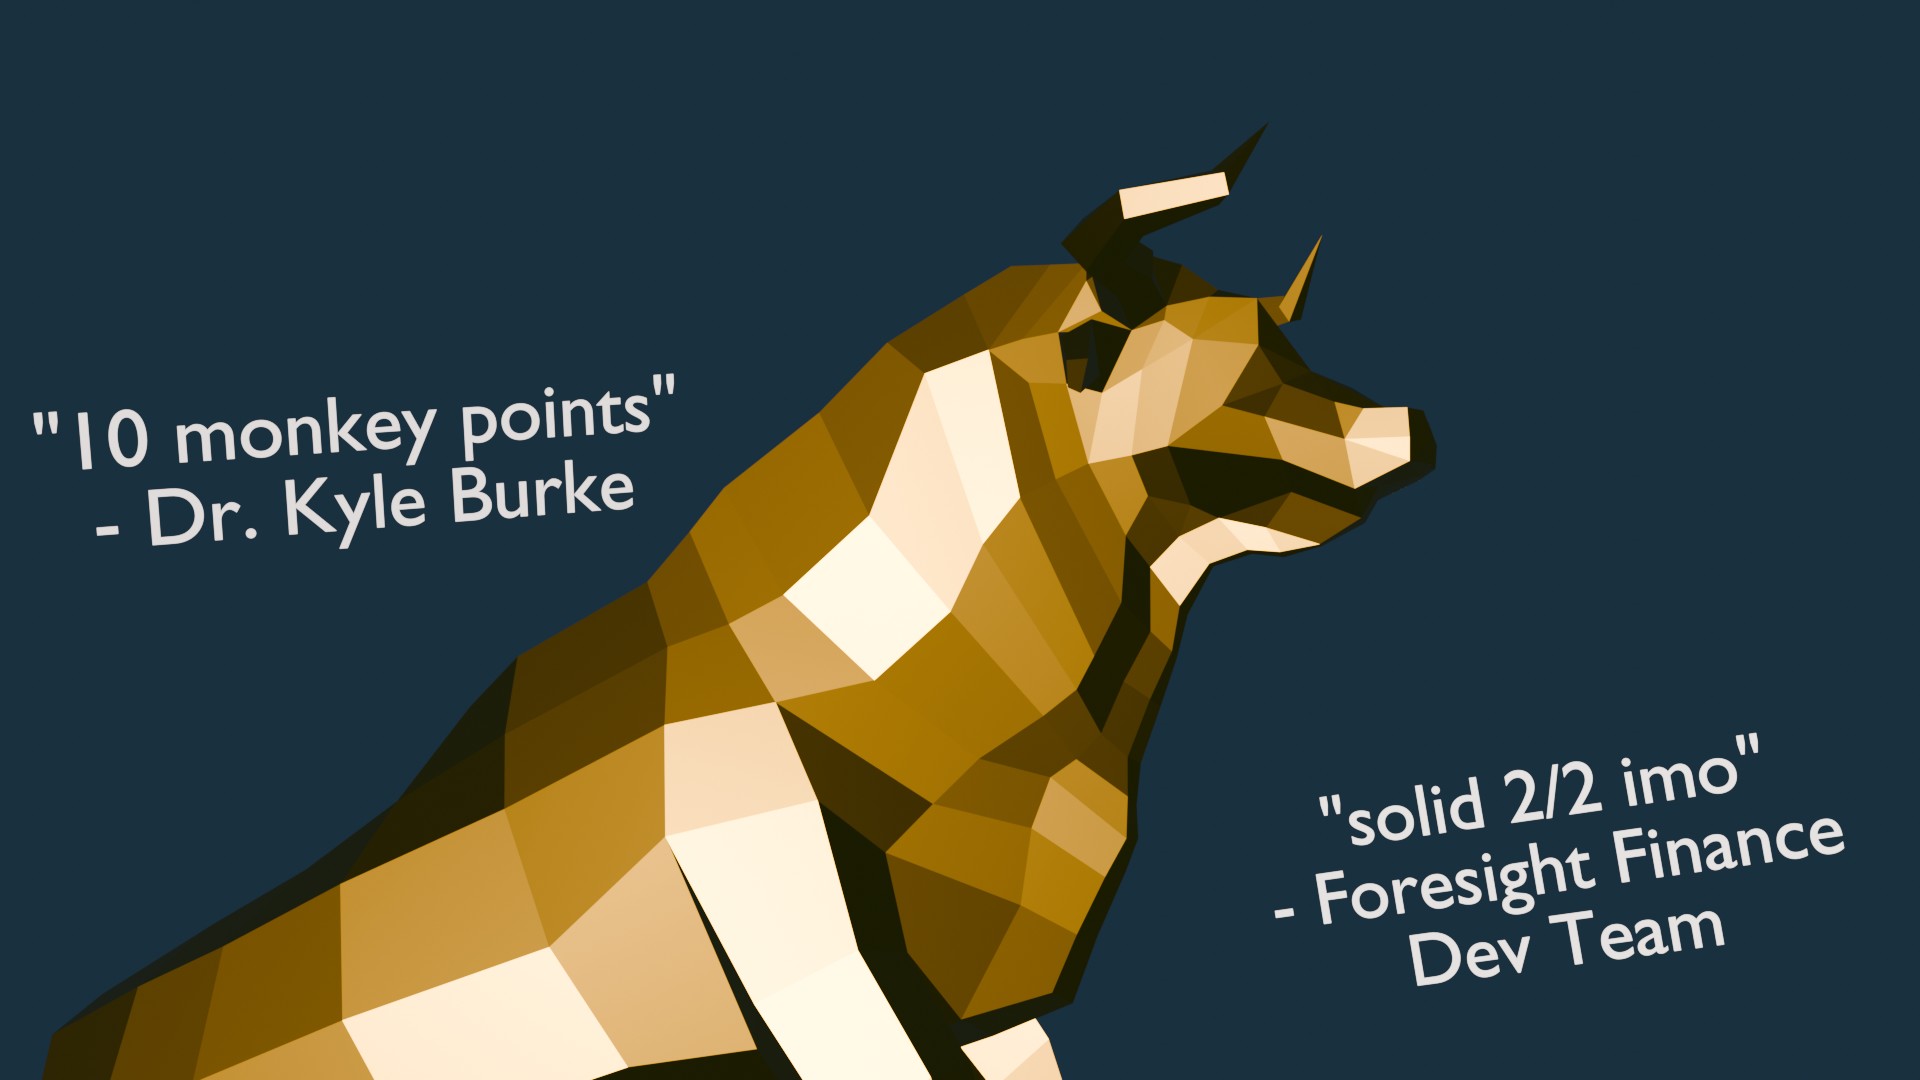 "10 monkey points"
- Dr. Kyle Burke
"solid 2/2 imo"
- Foresight Finance
Dev Team